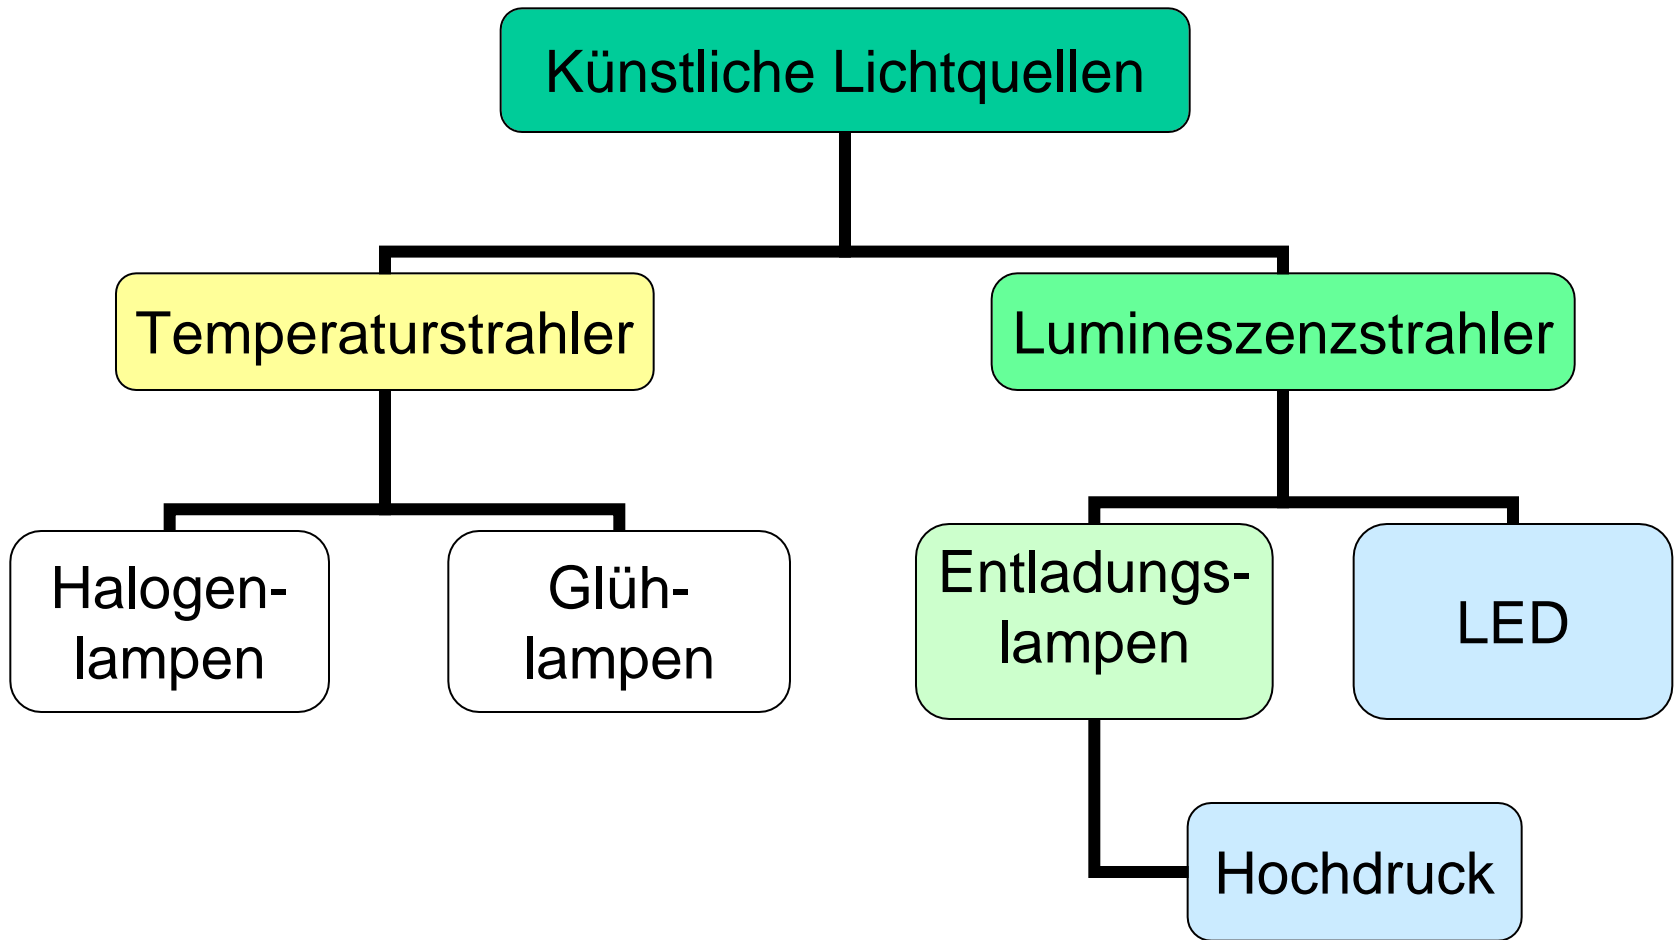 Künstliche Lichtquellen
Temperaturstrahler
Lumineszenzstrahler
Halogen-
lampen
Glüh-
lampen
Entladungs-
lampen
LED
Hochdruck